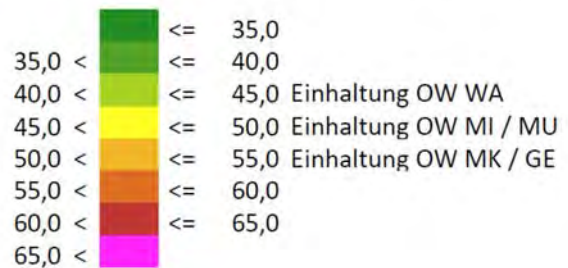 <= 35,0
35,0 < <= 40,0
40,0 < <= 45,0 Einhaltung OW WA
45,0 < <= 50,0 Einhaltung OW MI / MU
50,0 < <= 55,0 Einhaltung OW MK / GE
55,0 < <= 60,0
60,0 < <= 65,0
65,0 <